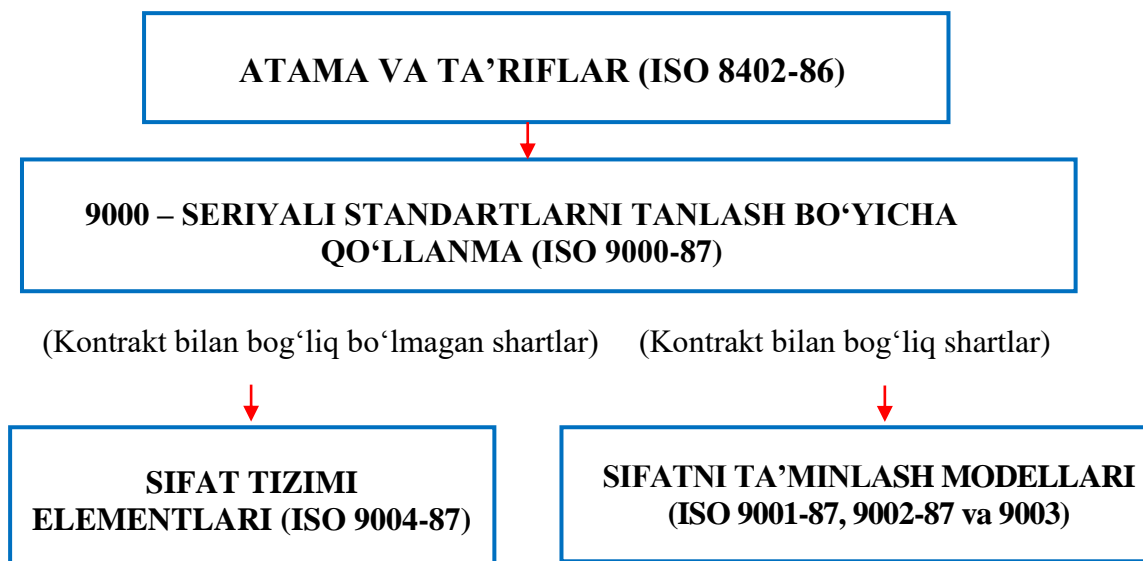 ATAMA VA TA’RIFLAR (ISO 8402-86)
9000 – SERIYALI STANDARTLARNI TANLASH BO‘YICHA
QO‘LLANMA (ISO 9000-87)
(Kontrakt bilan bog‘liq bo‘lmagan shartlar)
(Kontrakt bilan bog‘liq shartlar)
SIFAT TIZIMI
ELEMENTLARI (ISO 9004-87)
SIFATNI TA’MINLASH MODELLARI
(ISO 9001-87, 9002-87 va 9003)